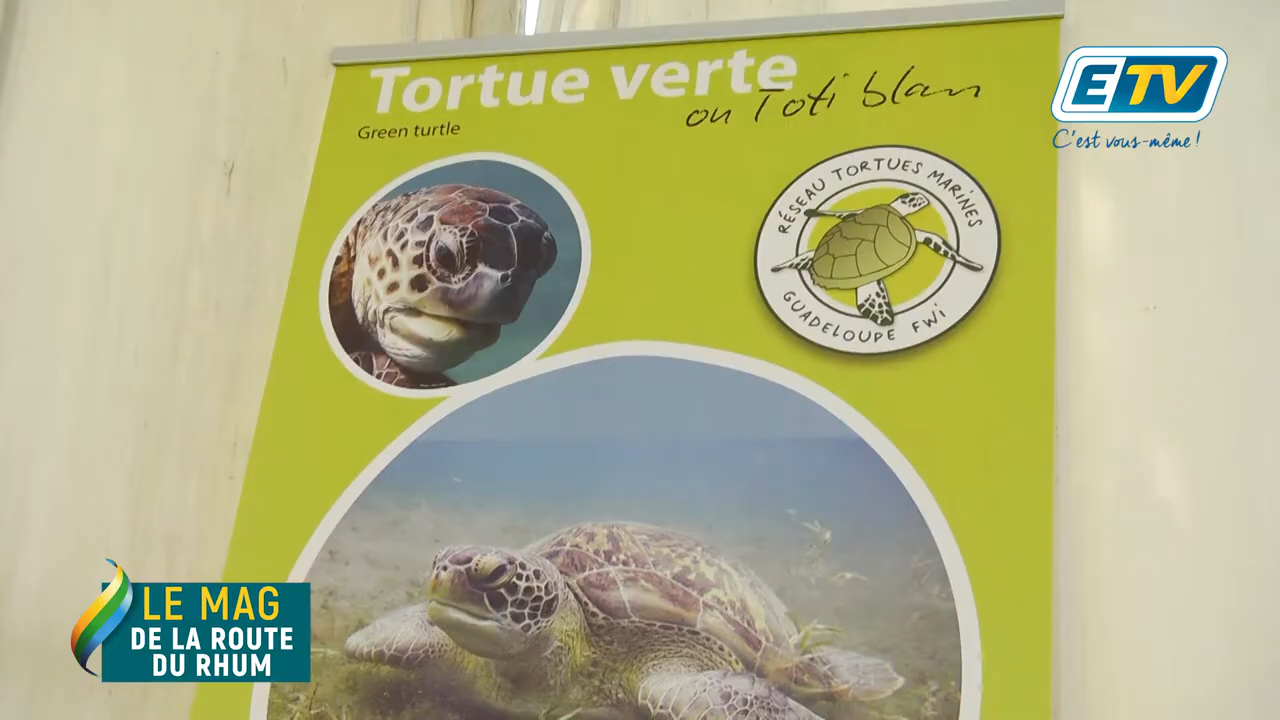 Tortue verte
ou Toti blan
Green turtle
RÉSEAU TORTUES MARINES
GUADELOUPE FWI
ETV
C'est vous-même !
LE MAG
DE LA ROUTE
DU RHUM